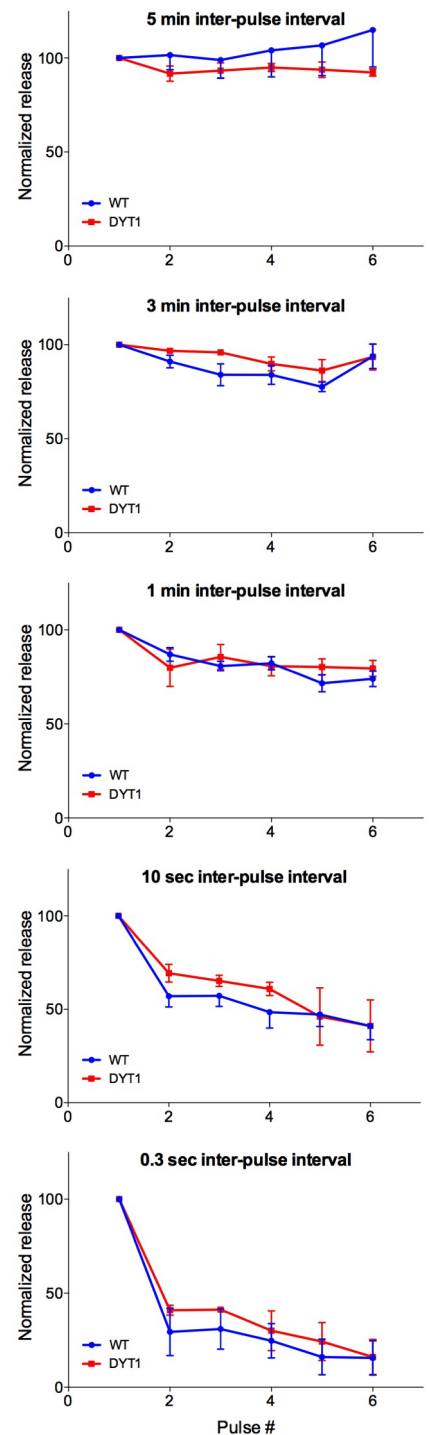 5 min inter-pulse interval
Normalized release
100
50
0
WT
DYT1
0 2 4 6
3 min inter-pulse interval
Normalized release
100
50
0
WT
DYT1
0 2 4 6
1 min inter-pulse interval
Normalized release
100
50
0
WT
DYT1
0 2 4 6
10 sec inter-pulse interval
Normalized release
100
50
0
WT
DYT1
0 2 4 6
0.3 sec inter-pulse interval
Normalized release
100
50
0
WT
DYT1
0 2 4 6
Pulse #